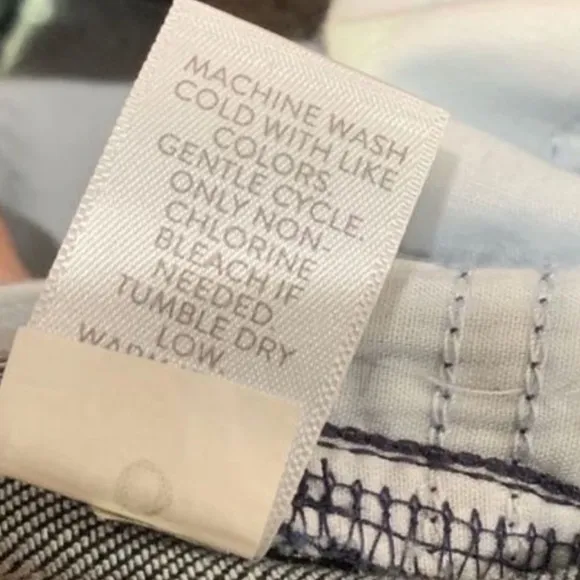 MACHINE WASH
COLD WITH LIKE
COLORS.
GENTLE CYCLE.
ONLY NON-
CHLORINE
BLEACH IF
NEEDED.
TUMBLE DRY
LOW.